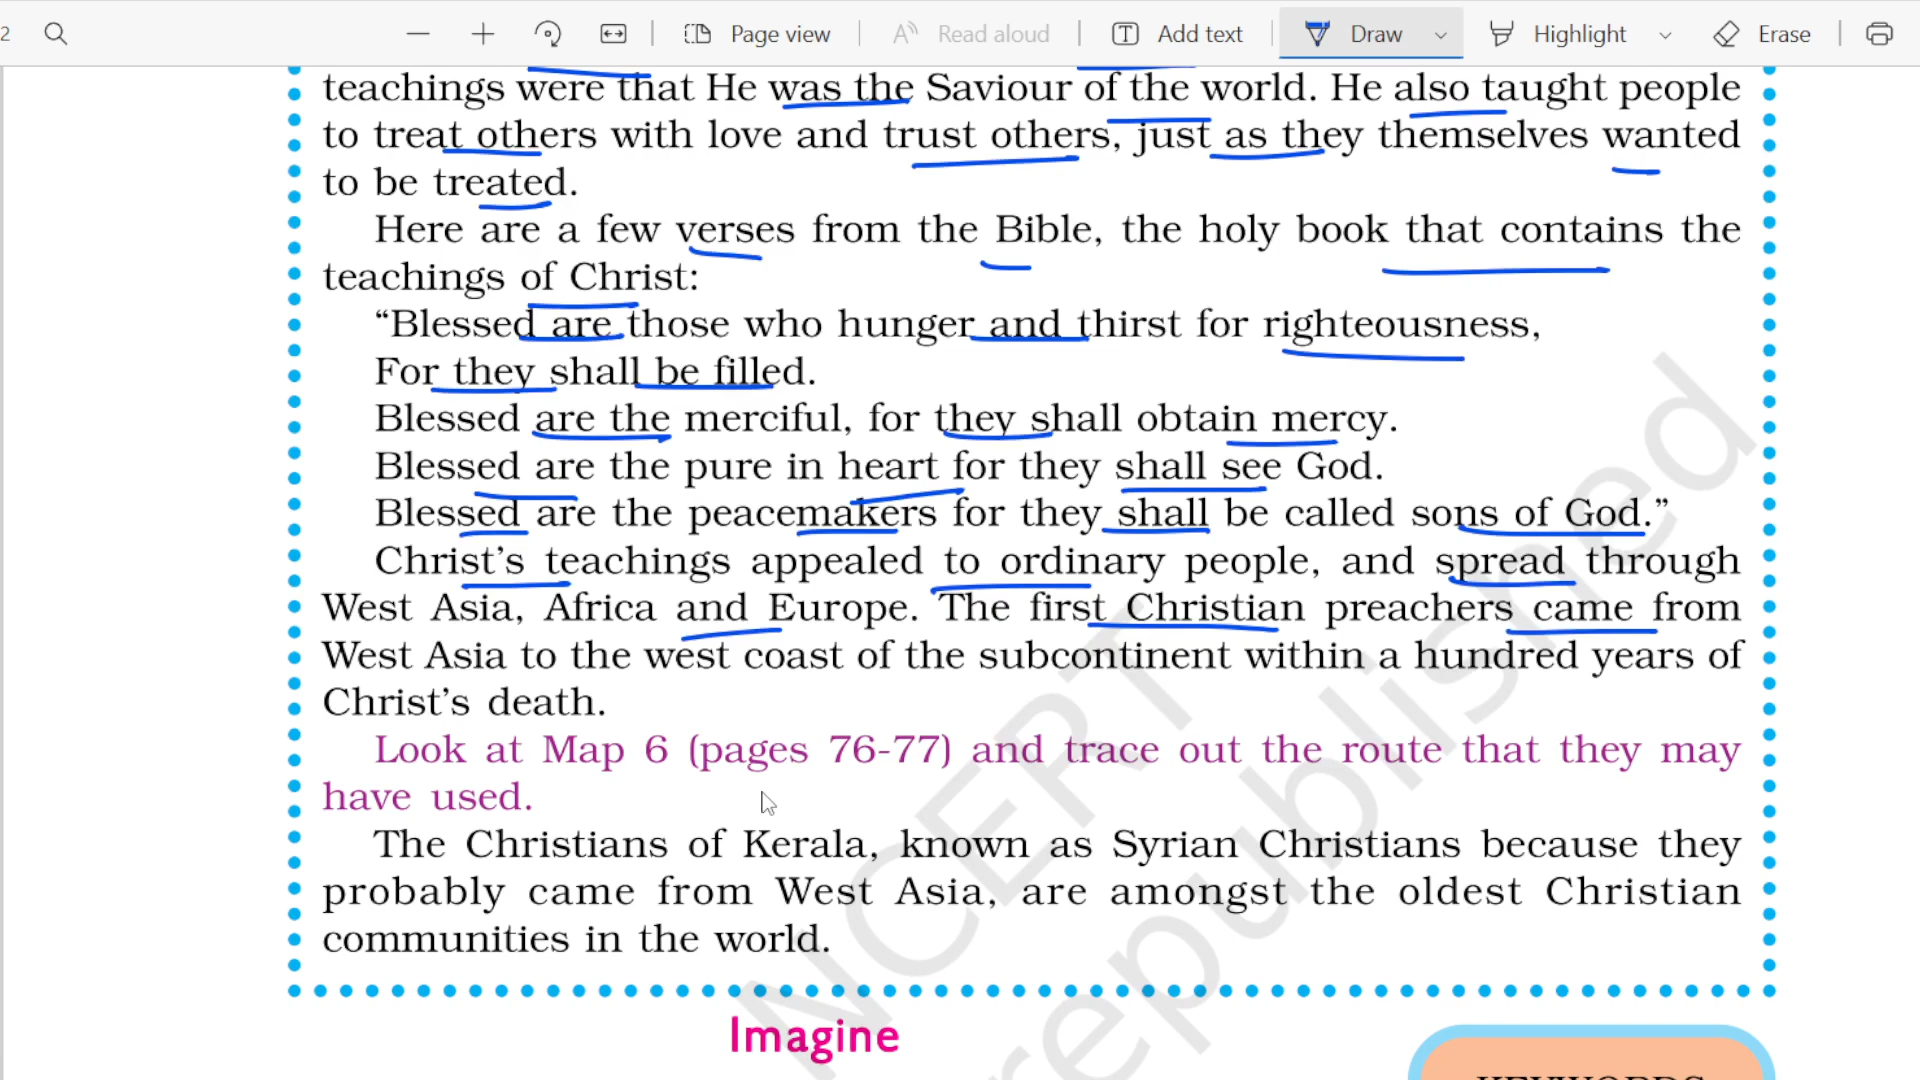 2
Page view
Read aloud
Add text
Draw
Highlight
Erase
teachings were that He was the Saviour of the world. He also taught people
to treat others with love and trust others, just as they themselves wanted
to be treated.
Here are a few verses from the Bible, the holy book that contains the
teachings of Christ:
“Blessed are those who hunger and thirst for righteousness,
For they shall be filled.
Blessed are the merciful, for they shall obtain mercy.
Blessed are the pure in heart for they shall see God.
Blessed are the peacemakers for they shall be called sons of God.”
Christ’s teachings appealed to ordinary people, and spread through
West Asia, Africa and Europe. The first Christian preachers came from
West Asia to the west coast of the subcontinent within a hundred years of
Christ’s death.
Look at Map 6 (pages 76-77) and trace out the route that they may
have used.
The Christians of Kerala, known as Syrian Christians because they
probably came from West Asia, are amongst the oldest Christian
communities in the world.
NCERT
republished
Imagine
KEYWORDS